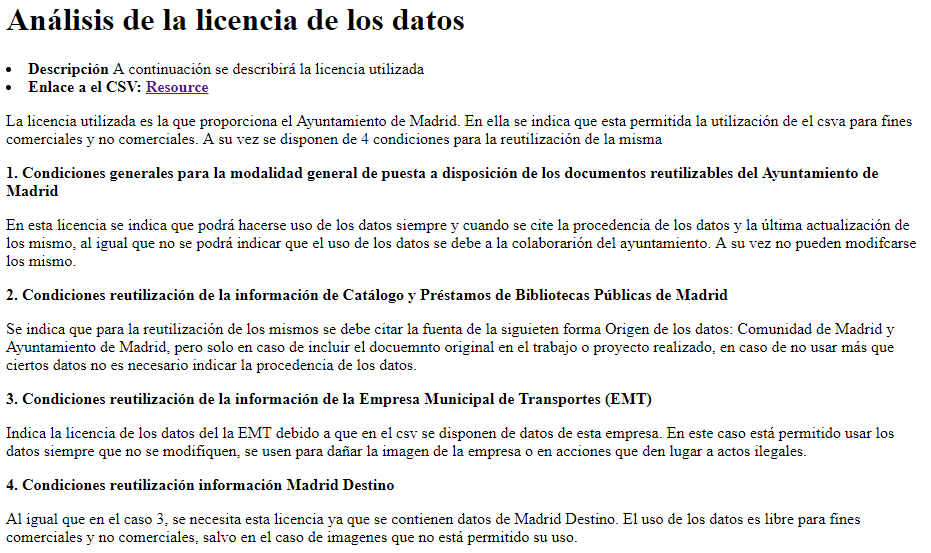 Análisis de la licencia de los datos
• Descripción A continuación se describirá la licencia utilizada
• Enlace a el CSV: Resource
La licencia utilizada es la que proporciona el Ayuntamiento de Madrid. En ella se indica que esta permitida la utilización de el csva para fines
comerciales y no comerciales. A su vez se disponen de 4 condiciones para la reutilización de la misma
1. Condiciones generales para la modalidad general de puesta a disposición de los documentos reutilizables del Ayuntamiento de
Madrid
En esta licencia se indica que podrá hacerse uso de los datos siempre y cuando se cite la procedencia de los datos y la última actualización de
los mismo, al igual que no se podrá indicar que el uso de los datos se debe a la colaborarión del ayuntamiento. A su vez no pueden modifcarse
los mismo.
2. Condiciones reutilización de la información de Catálogo y Préstamos de Bibliotecas Públicas de Madrid
Se indica que para la reutilización de los mismos se debe citar la fuenta de la siguieten forma Origen de los datos: Comunidad de Madrid y
Ayuntamiento de Madrid, pero solo en caso de incluir el docuemnto original en el trabajo o proyecto realizado, en caso de no usar más que
ciertos datos no es necesario indicar la procedencia de los datos.
3. Condiciones reutilización de la información de la Empresa Municipal de Transportes (EMT)
Indica la licencia de los datos del la EMT debido a que en el csv se disponen de datos de esta empresa. En este caso está permitido usar los
datos siempre que no se modifiquen, se usen para dañar la imagen de la empresa o en acciones que den lugar a actos ilegales.
4. Condiciones reutilización información Madrid Destino
Al igual que en el caso 3, se necesita esta licencia ya que se contienen datos de Madrid Destino. El uso de los datos es libre para fines
comerciales y no comerciales, salvo en el caso de imagenes que no está permitido su uso.